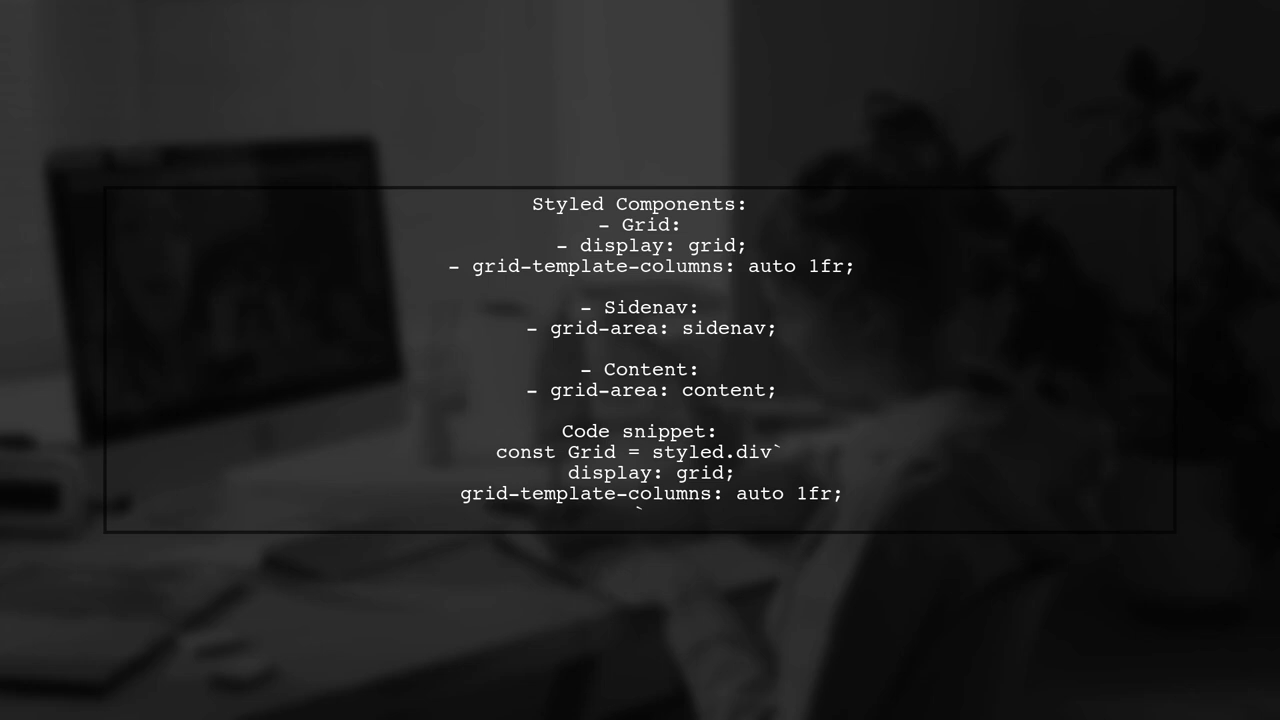 Styled Components:
- Grid:
- display: grid;
- grid-template-columns: auto 1fr;
- Sidenav:
- grid-area: sidenav;
- Content:
- grid-area: content;
Code snippet:
const Grid = styled.div`
display: grid;
grid-template-columns: auto 1fr;
`